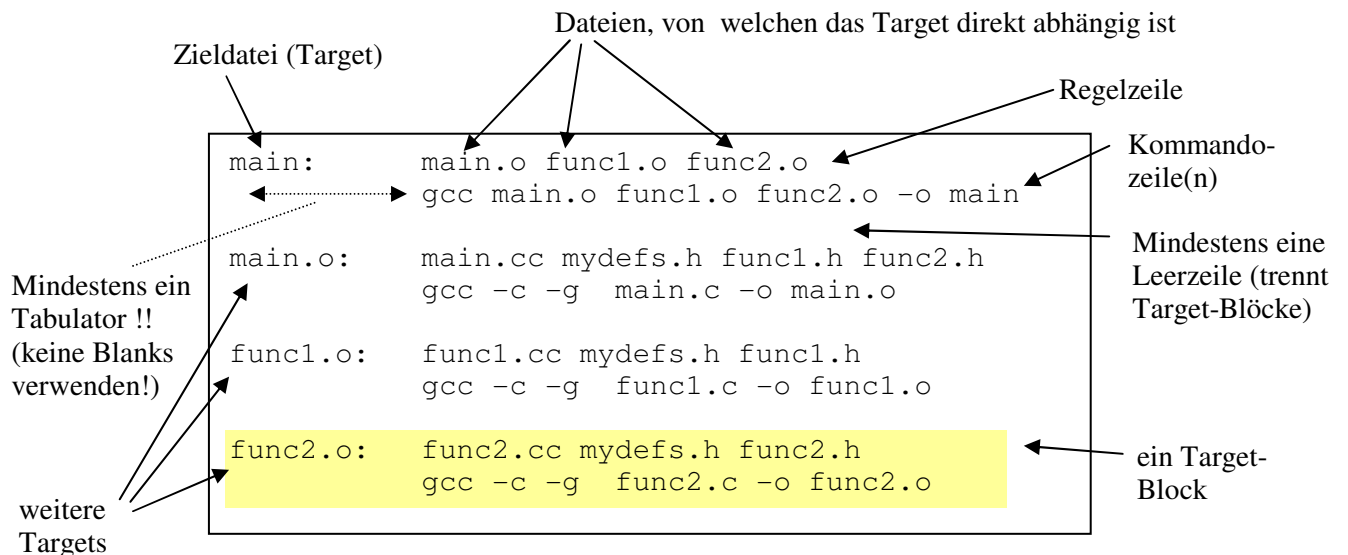 Dateien, von welchen das Target direkt abhängig ist
Zieldatei (Target)
Regelzeile
Kommando-
zeile(n)
main: main.o func1.o func2.o
gcc main.o func1.o func2.o –o main
Mindestens eine
Leerzeile (trennt
Target-Blöcke)
main.o: main.cc mydefs.h func1.h func2.h
gcc –c –g main.c –o main.o
Mindestens ein
Tabulator !!
(keine Blanks
verwenden!)
func1.o: func1.cc mydefs.h func1.h
gcc –c –g func1.c –o func1.o
func2.o: func2.cc mydefs.h func2.h
gcc –c –g func2.c –o func2.o
ein Target-
Block
weitere
Targets